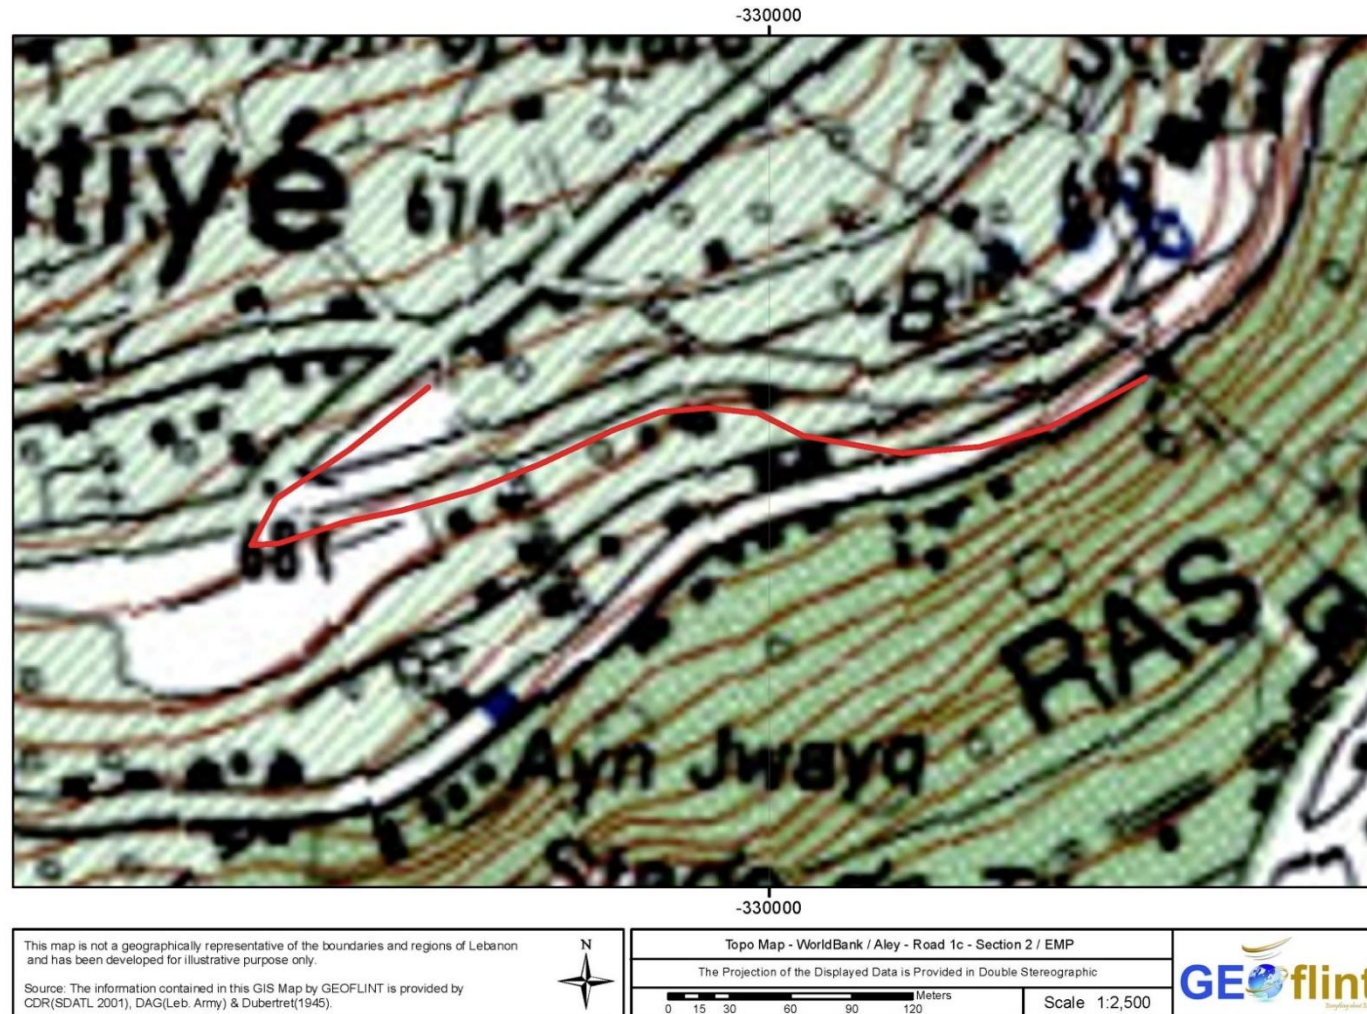 -330000
tiyé
674
681
RAS
Ayn Jwayq
-330000
This map is not a geographically representative of the boundaries and regions of Lebanon
and has been developed for illustrative purpose only.
Source: The information contained in this GIS Map by GEOFLINT is provided by
CDR(SDATL 2001), DAG(Leb. Army) & Dubertret(1945).
N
Topo Map - WorldBank / Aley - Road 1c - Section 2 / EMP
The Projection of the Displayed Data is Provided in Double Stereographic
Meters
0 15 30 60 90 120
Scale 1:2,500
GEOflint